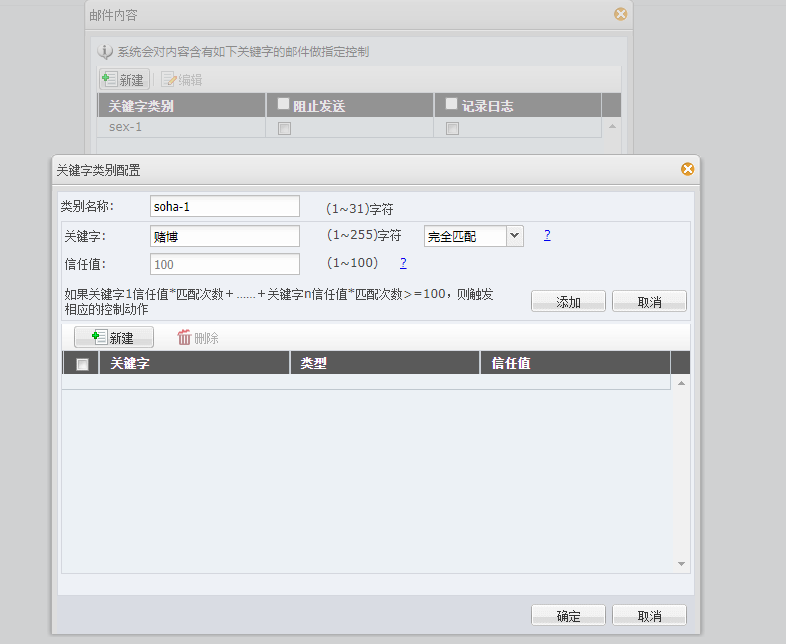 邮件内容
系统会对内容含有如下关键字的邮件做指定控制
新建 编辑
关键字类别 阻止发送 记录日志
sex-1
关键字类别配置
类别名称: soha-1 (1~31)字符
关键字: 赌博 (1~255)字符 完全匹配 ?
信任值: 100 (1~100) ?
如果关键字1信任值*匹配次数+……+关键字n信任值*匹配次数>=100，则触发
相应的控制动作
添加 取消
新建 删除
关键字 类型 信任值
确定 取消